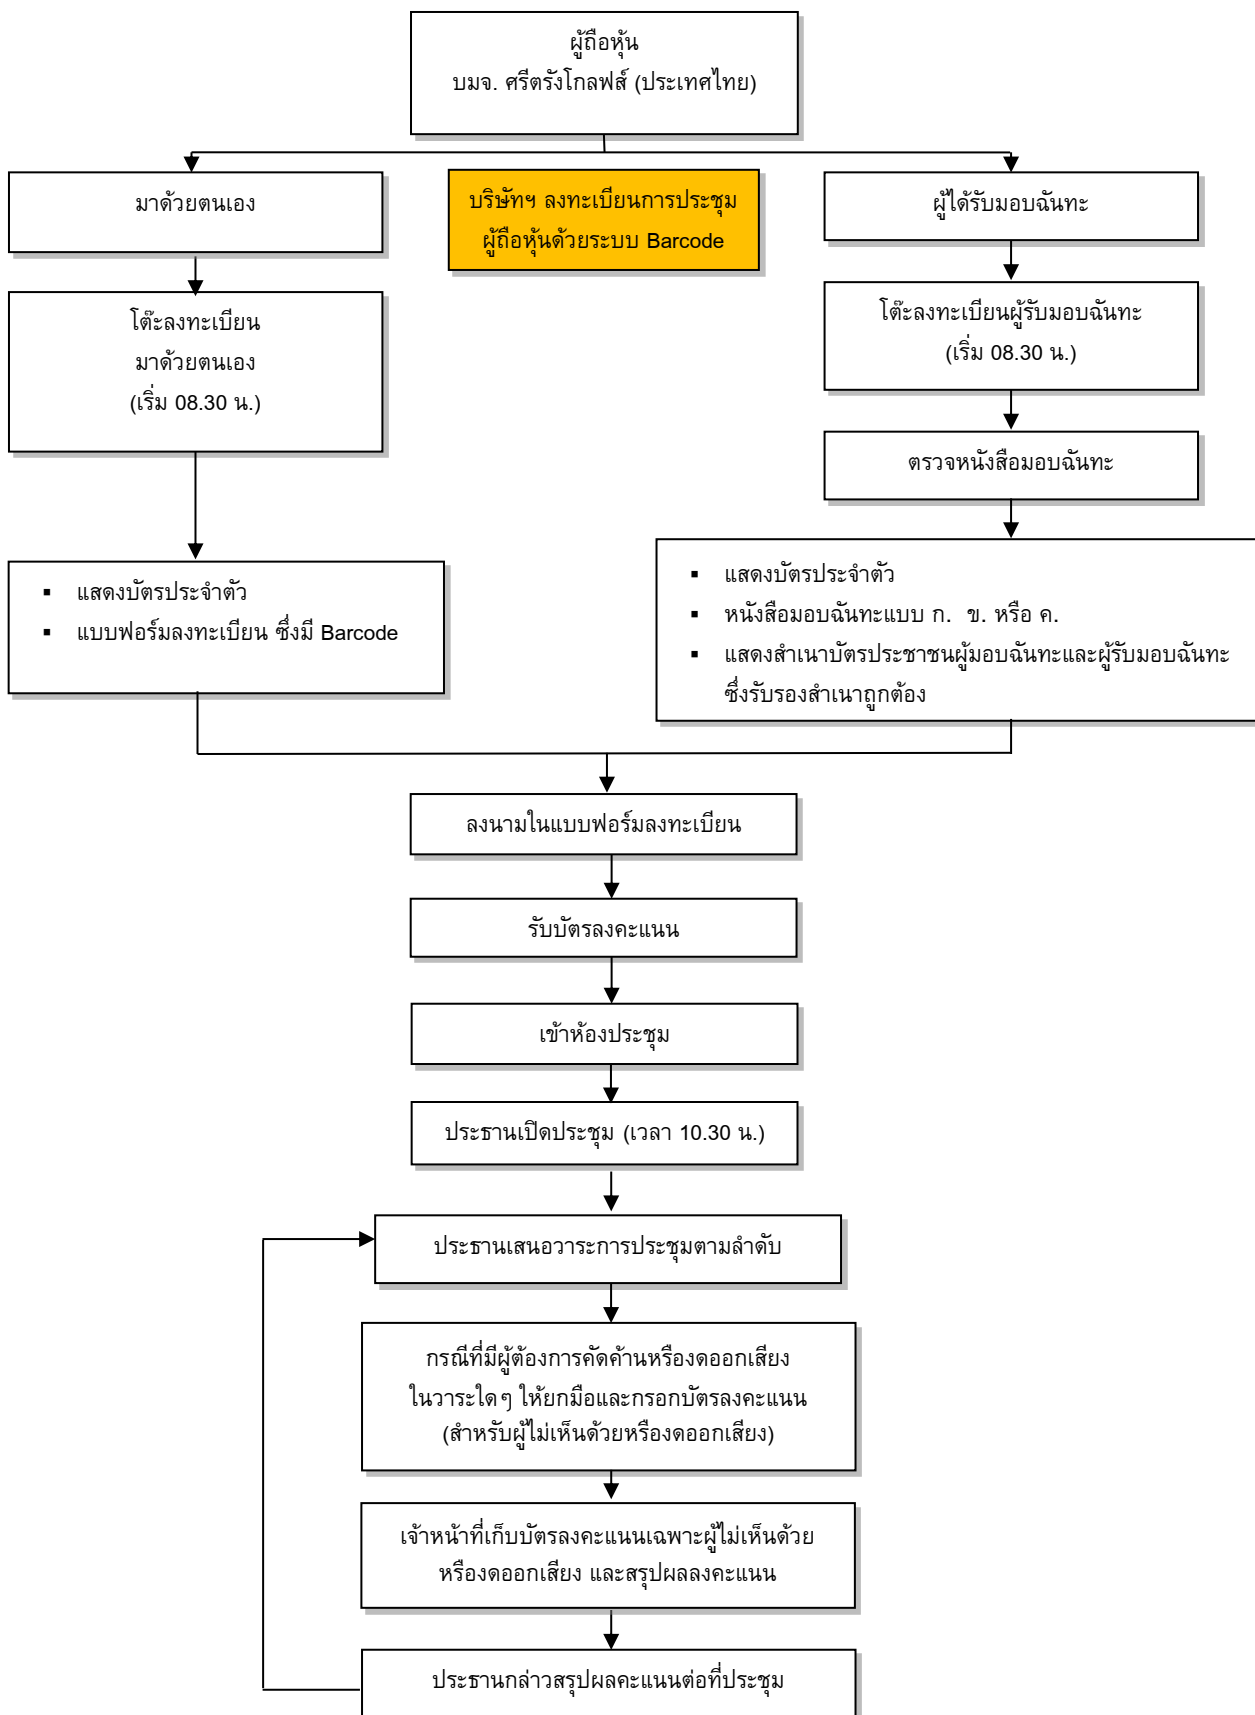 ผู้ถือหุ้น
บมจ. ศรีตรังโกลฟส์ (ประเทศไทย)
มาด้วยตนเอง
บริษัทฯ ลงทะเบียนการประชุม
ผู้ถือหุ้นด้วยระบบ Barcode
ผู้ได้รับมอบฉันทะ
โต๊ะลงทะเบียน
มาด้วยตนเอง
(เริ่ม 08.30 น.)
โต๊ะลงทะเบียนผู้รับมอบฉันทะ
(เริ่ม 08.30 น.)
ตรวจหนังสือมอบฉันทะ
▪ แสดงบัตรประจำตัว
▪ แบบฟอร์มลงทะเบียน ซึ่งมี Barcode
▪ แสดงบัตรประจำตัว
▪ หนังสือมอบฉันทะแบบ ก. ข. หรือ ค.
▪ แสดงสำเนาบัตรประชาชนผู้มอบฉันทะและผู้รับมอบฉันทะ
ซึ่งรับรองสำเนาถูกต้อง
ลงนามในแบบฟอร์มลงทะเบียน
รับบัตรลงคะแนน
เข้าห้องประชุม
ประธานเปิดประชุม (เวลา 10.30 น.)
ประธานเสนอวาระการประชุมตามลำดับ
กรณีที่มีผู้ต้องการคัดค้านหรืองดออกเสียง
ในวาระใดๆ ให้ยกมือและกรอกบัตรลงคะแนน
(สำหรับผู้ไม่เห็นด้วยหรืองดออกเสียง)
เจ้าหน้าที่เก็บบัตรลงคะแนนเฉพาะผู้ไม่เห็นด้วย
หรืองดออกเสียง และสรุปผลลงคะแนน
ประธานกล่าวสรุปผลคะแนนต่อที่ประชุม